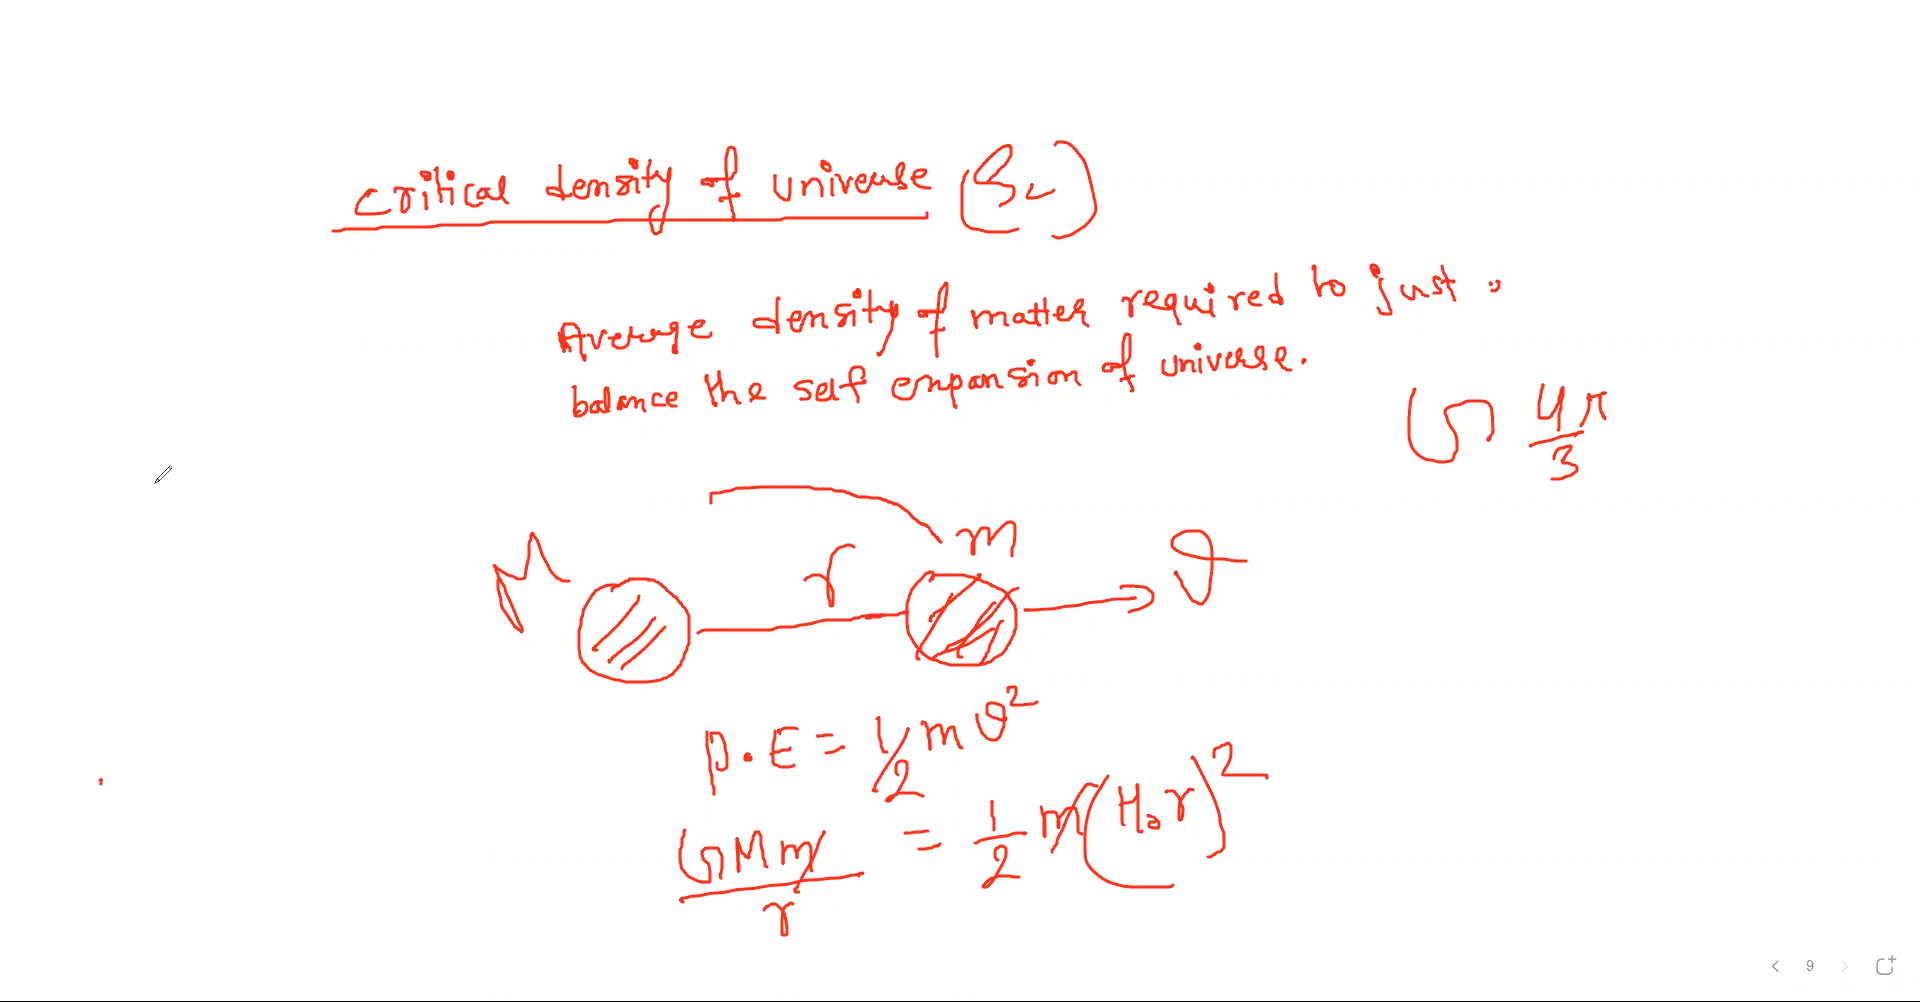 Critical density of universe (ρc)
Average density of matter required to just
balance the self expansion of universe.
G 4π/3
M r m v
P.E = 1/2 m v²
GMm/r = 1/2 m (H₀r)²
9